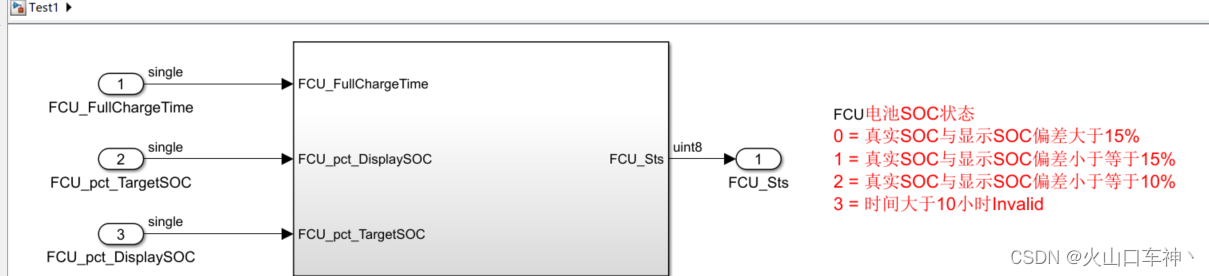 Test1
single
1
FCU_FullChargeTime
FCU_FullChargeTime
single
2
FCU_pct_TargetSOC
FCU_pct_DisplaySOC
single
3
FCU_pct_DisplaySOC
FCU_pct_TargetSOC
FCU_Sts
uint8
1
FCU_Sts
FCU电池SOC状态
0 = 真实SOC与显示SOC偏差大于15%
1 = 真实SOC与显示SOC偏差小于等于15%
2 = 真实SOC与显示SOC偏差小于等于10%
3 = 时间大于10小时Invalid
CSDN @火山口车神丶